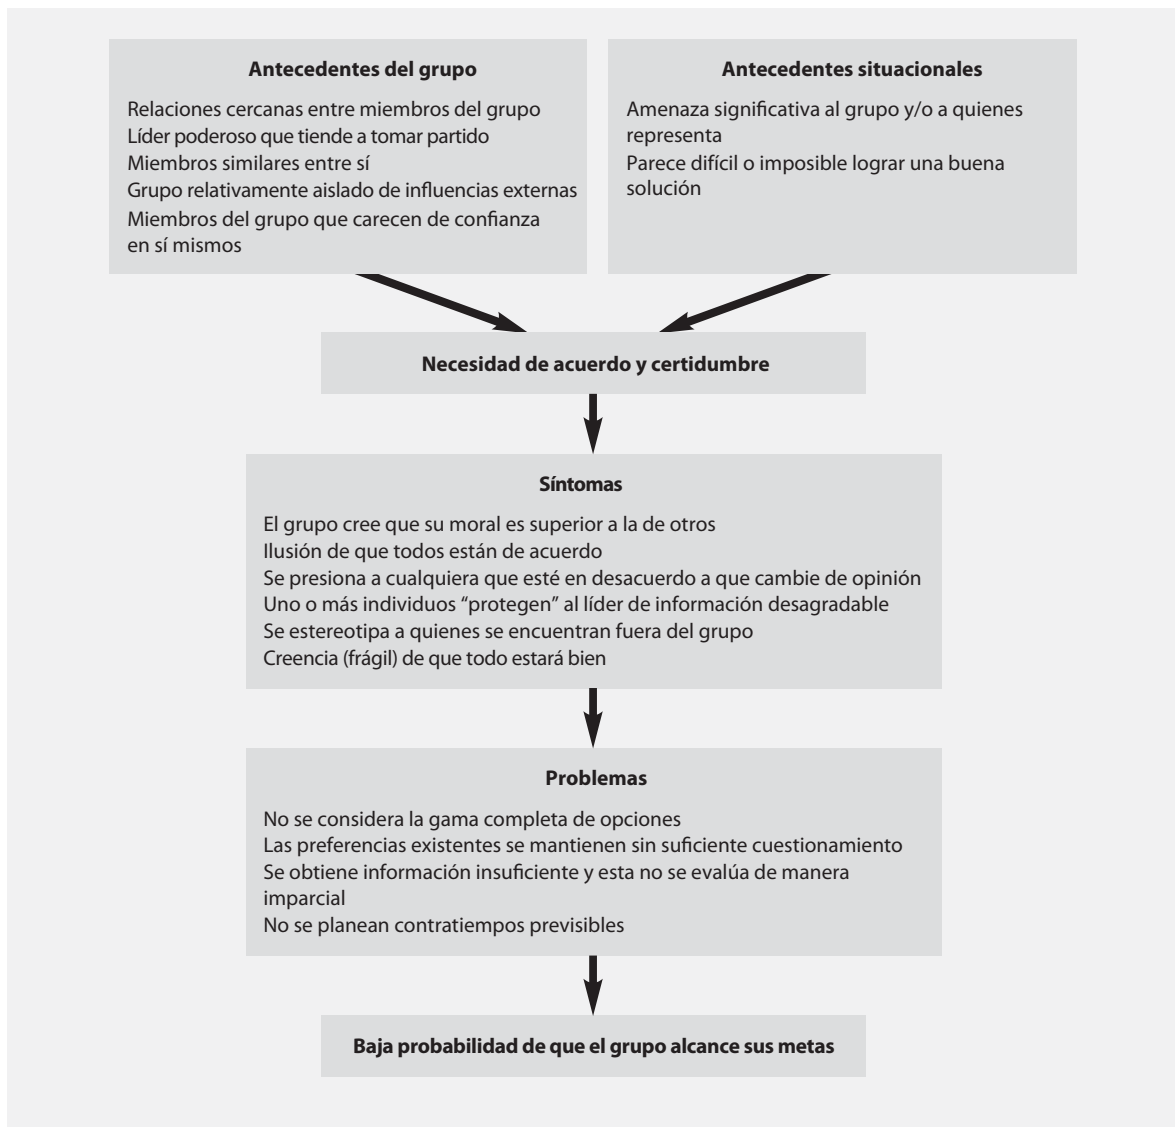 Antecedentes del grupo
Relaciones cercanas entre miembros del grupo
Líder poderoso que tiende a tomar partido
Miembros similares entre sí
Grupo relativamente aislado de influencias externas
Miembros del grupo que carecen de confianza
en sí mismos
Antecedentes situacionales
Amenaza significativa al grupo y/o a quienes
representa
Parece difícil o imposible lograr una buena
solución
Necesidad de acuerdo y certidumbre
Síntomas
El grupo cree que su moral es superior a la de otros
Ilusión de que todos están de acuerdo
Se presiona a cualquiera que esté en desacuerdo a que cambie de opinión
Uno o más individuos “protegen” al líder de información desagradable
Se estereotipa a quienes se encuentran fuera del grupo
Creencia (frágil) de que todo estará bien
Problemas
No se considera la gama completa de opciones
Las preferencias existentes se mantienen sin suficiente cuestionamiento
Se obtiene información insuficiente y esta no se evalúa de manera
imparcial
No se planean contratiempos previsibles
Baja probabilidad de que el grupo alcance sus metas